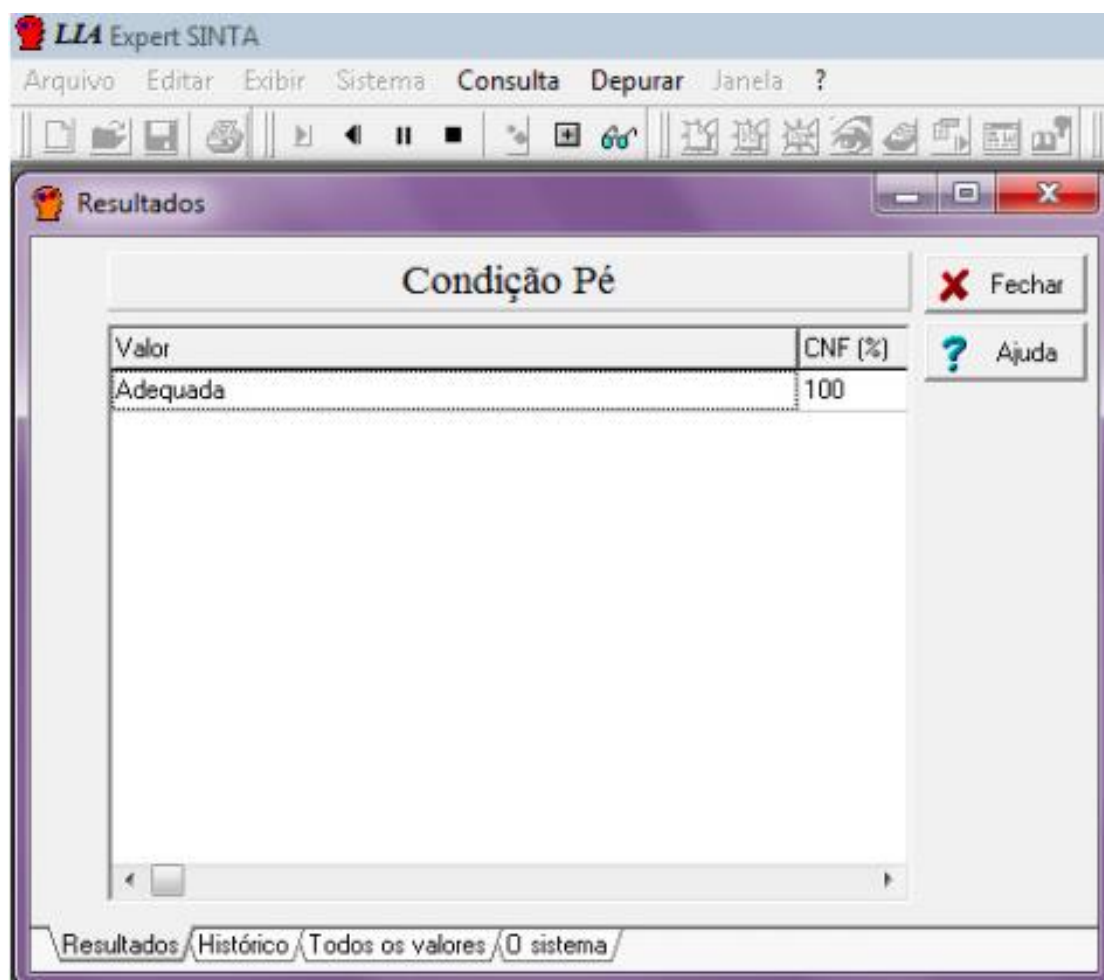 LIA Expert SINTA
Arquivo Editar Exibir Sistema Consulta Depurar Janela ?
Resultados
Condição Pé
Fechar
Valor CNF (%)
Ajuda
Adequada 100
Resultados Histórico Todos os valores O sistema